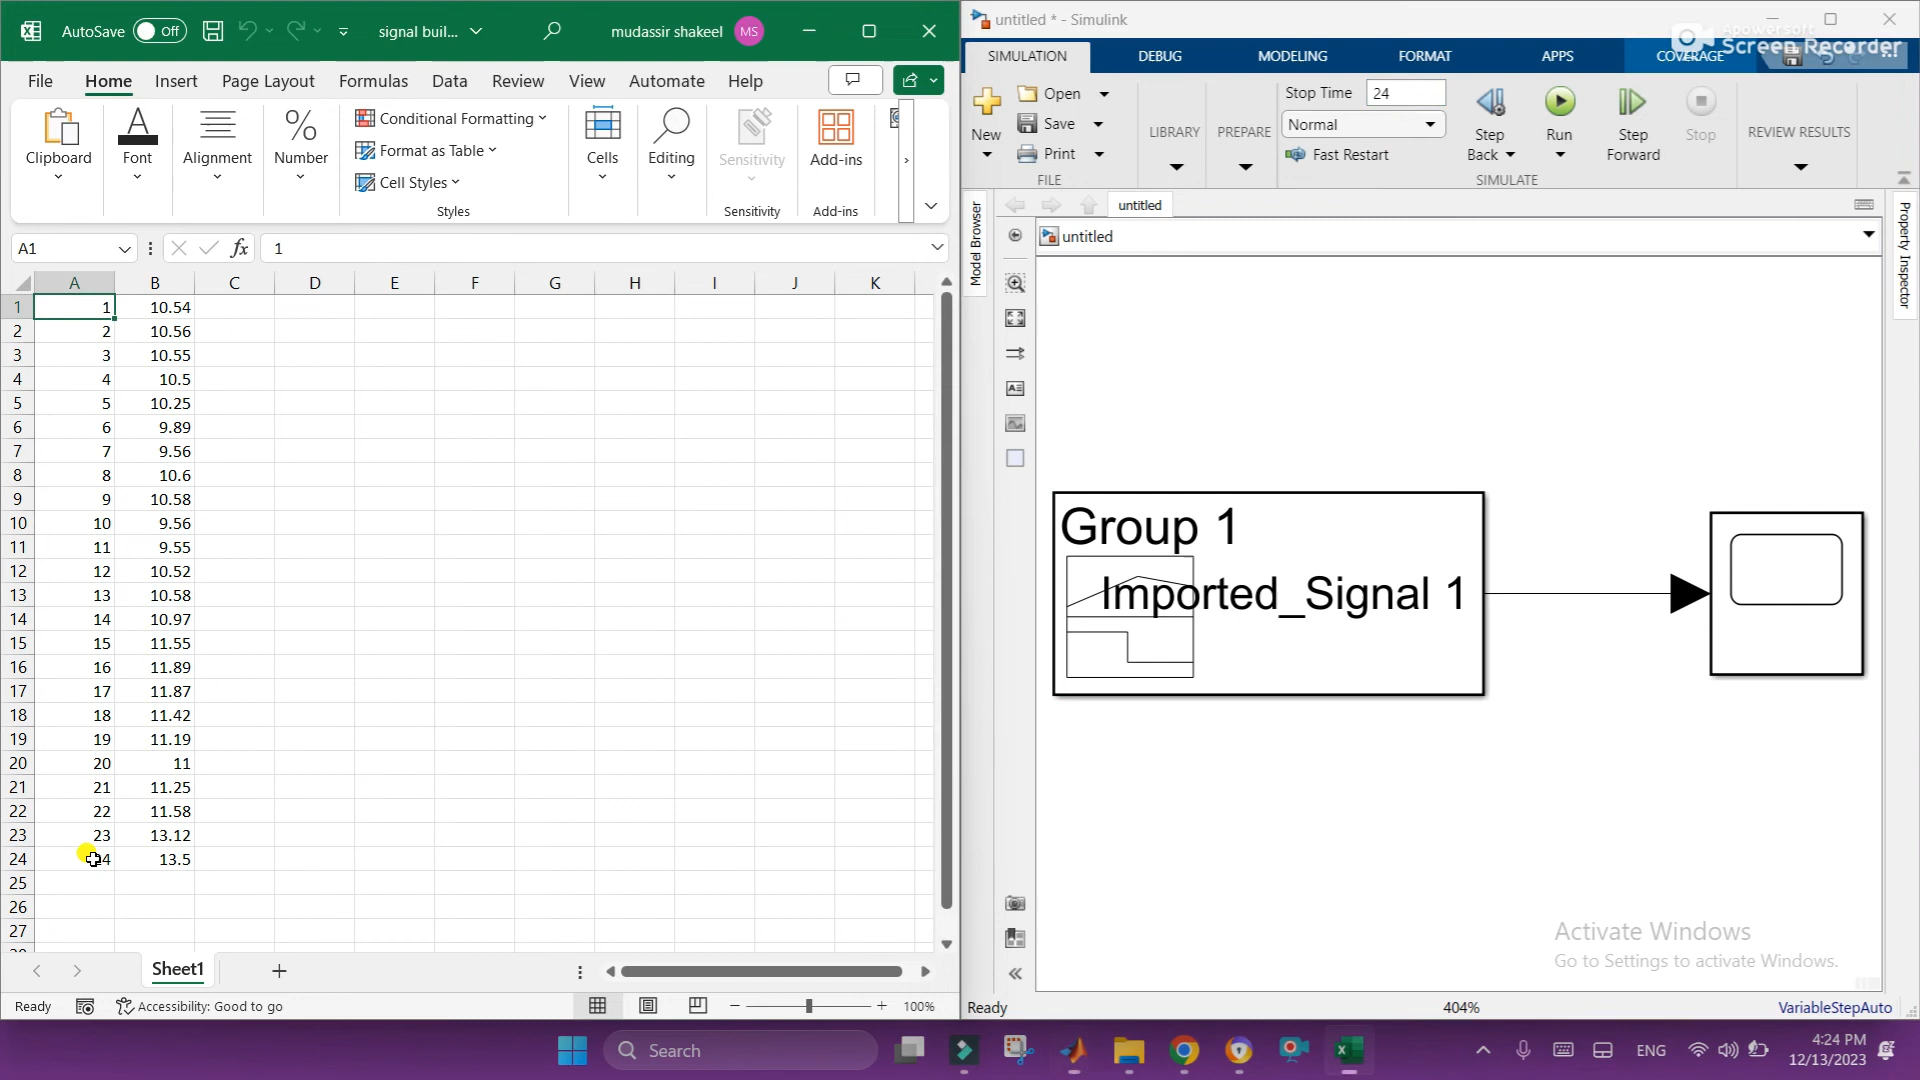 AutoSave Off signal buil... mudassir shakeel MS
File Home Insert Page Layout Formulas Data Review View Automate Help
Clipboard Font Alignment Number
Conditional Formatting
Format as Table
Cell Styles
Styles
Cells Editing
Sensitivity
Sensitivity
Add-ins
Add-ins
A1 fx 1
A B C D E F G H I J K
1 1 10.54
2 2 10.56
3 3 10.55
4 4 10.5
5 5 10.25
6 6 9.89
7 7 9.56
8 8 10.6
9 9 10.58
10 10 9.56
11 11 9.55
12 12 10.52
13 13 10.58
14 14 10.97
15 15 11.55
16 16 11.89
17 17 11.87
18 18 11.42
19 19 11.19
20 20 11
21 21 11.25
22 22 11.58
23 23 13.12
24 24 13.5
25
26
27
Sheet1
Ready Accessibility: Good to go 100%
untitled * - Simulink
Apowersoft
Screen Recorder
SIMULATION DEBUG MODELING FORMAT APPS COVERAGE
New
Open
Save
Print
FILE
LIBRARY
PREPARE
Stop Time 24
Normal
Fast Restart
Step Back
Run
Step Forward
Stop
SIMULATE
REVIEW RESULTS
untitled
untitled
Model Browser
Property Inspector
Group 1
Imported_Signal 1
Activate Windows
Go to Settings to activate Windows.
Ready 404% VariableStepAuto
Search
ENG
4:24 PM
12/13/2023